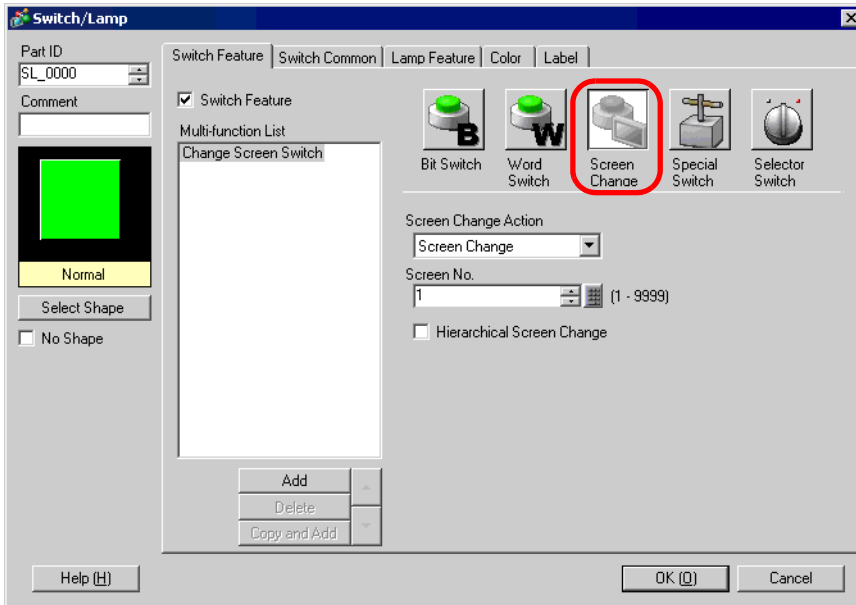 Switch/Lamp
Part ID
SL_0000
Comment
Normal
Select Shape
No Shape
Switch Feature Switch Common Lamp Feature Color Label
Switch Feature
Multi-function List
Change Screen Switch
Add
Delete
Copy and Add
B
W
Bit Switch
Word Switch
Screen Change
Special Switch
Selector Switch
Screen Change Action
Screen Change
Screen No.
1 (1 - 9999)
Hierarchical Screen Change
Help (H)
OK (O)
Cancel